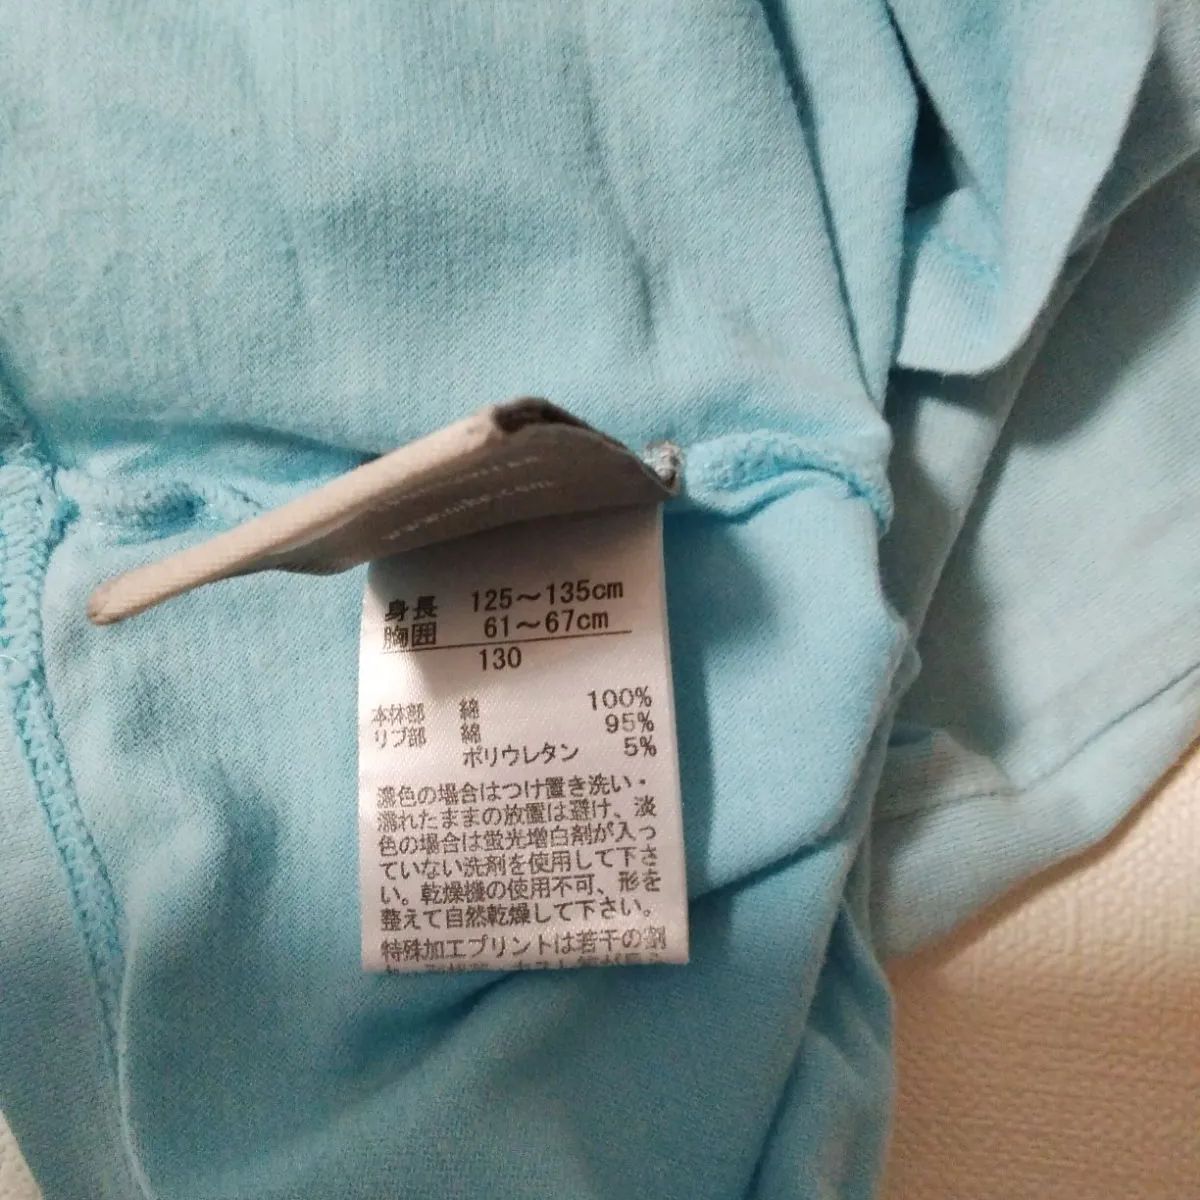 www.nike.com
身長 125~135cm
胸囲 61~67cm
130
本体部 綿 100%
リブ部 綿 95%
ポリウレタン 5%
濃色の場合はつけ置き洗い・
濡れたままの放置は避け、淡
色の場合は蛍光増白剤が入っ
ていない洗剤を使用して下さ
い。乾燥機の使用不可、形を
整えて自然乾燥して下さい。
特殊加工プリントは若干の剥